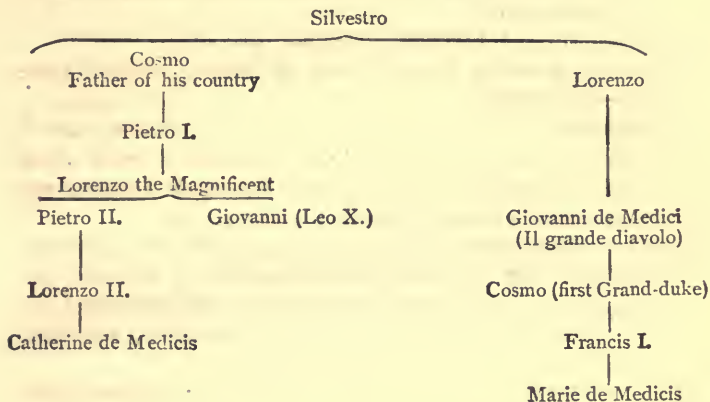 Silvestro
Cosmo
Father of his country
Lorenzo
Pietro I.
Lorenzo the Magnificent
Pietro II.
Giovanni (Leo X.)
Giovanni de Medici
(Il grande diavolo)
Lorenzo II.
Cosmo (first Grand-duke)
Catherine de Medicis
Francis I.
Marie de Medicis